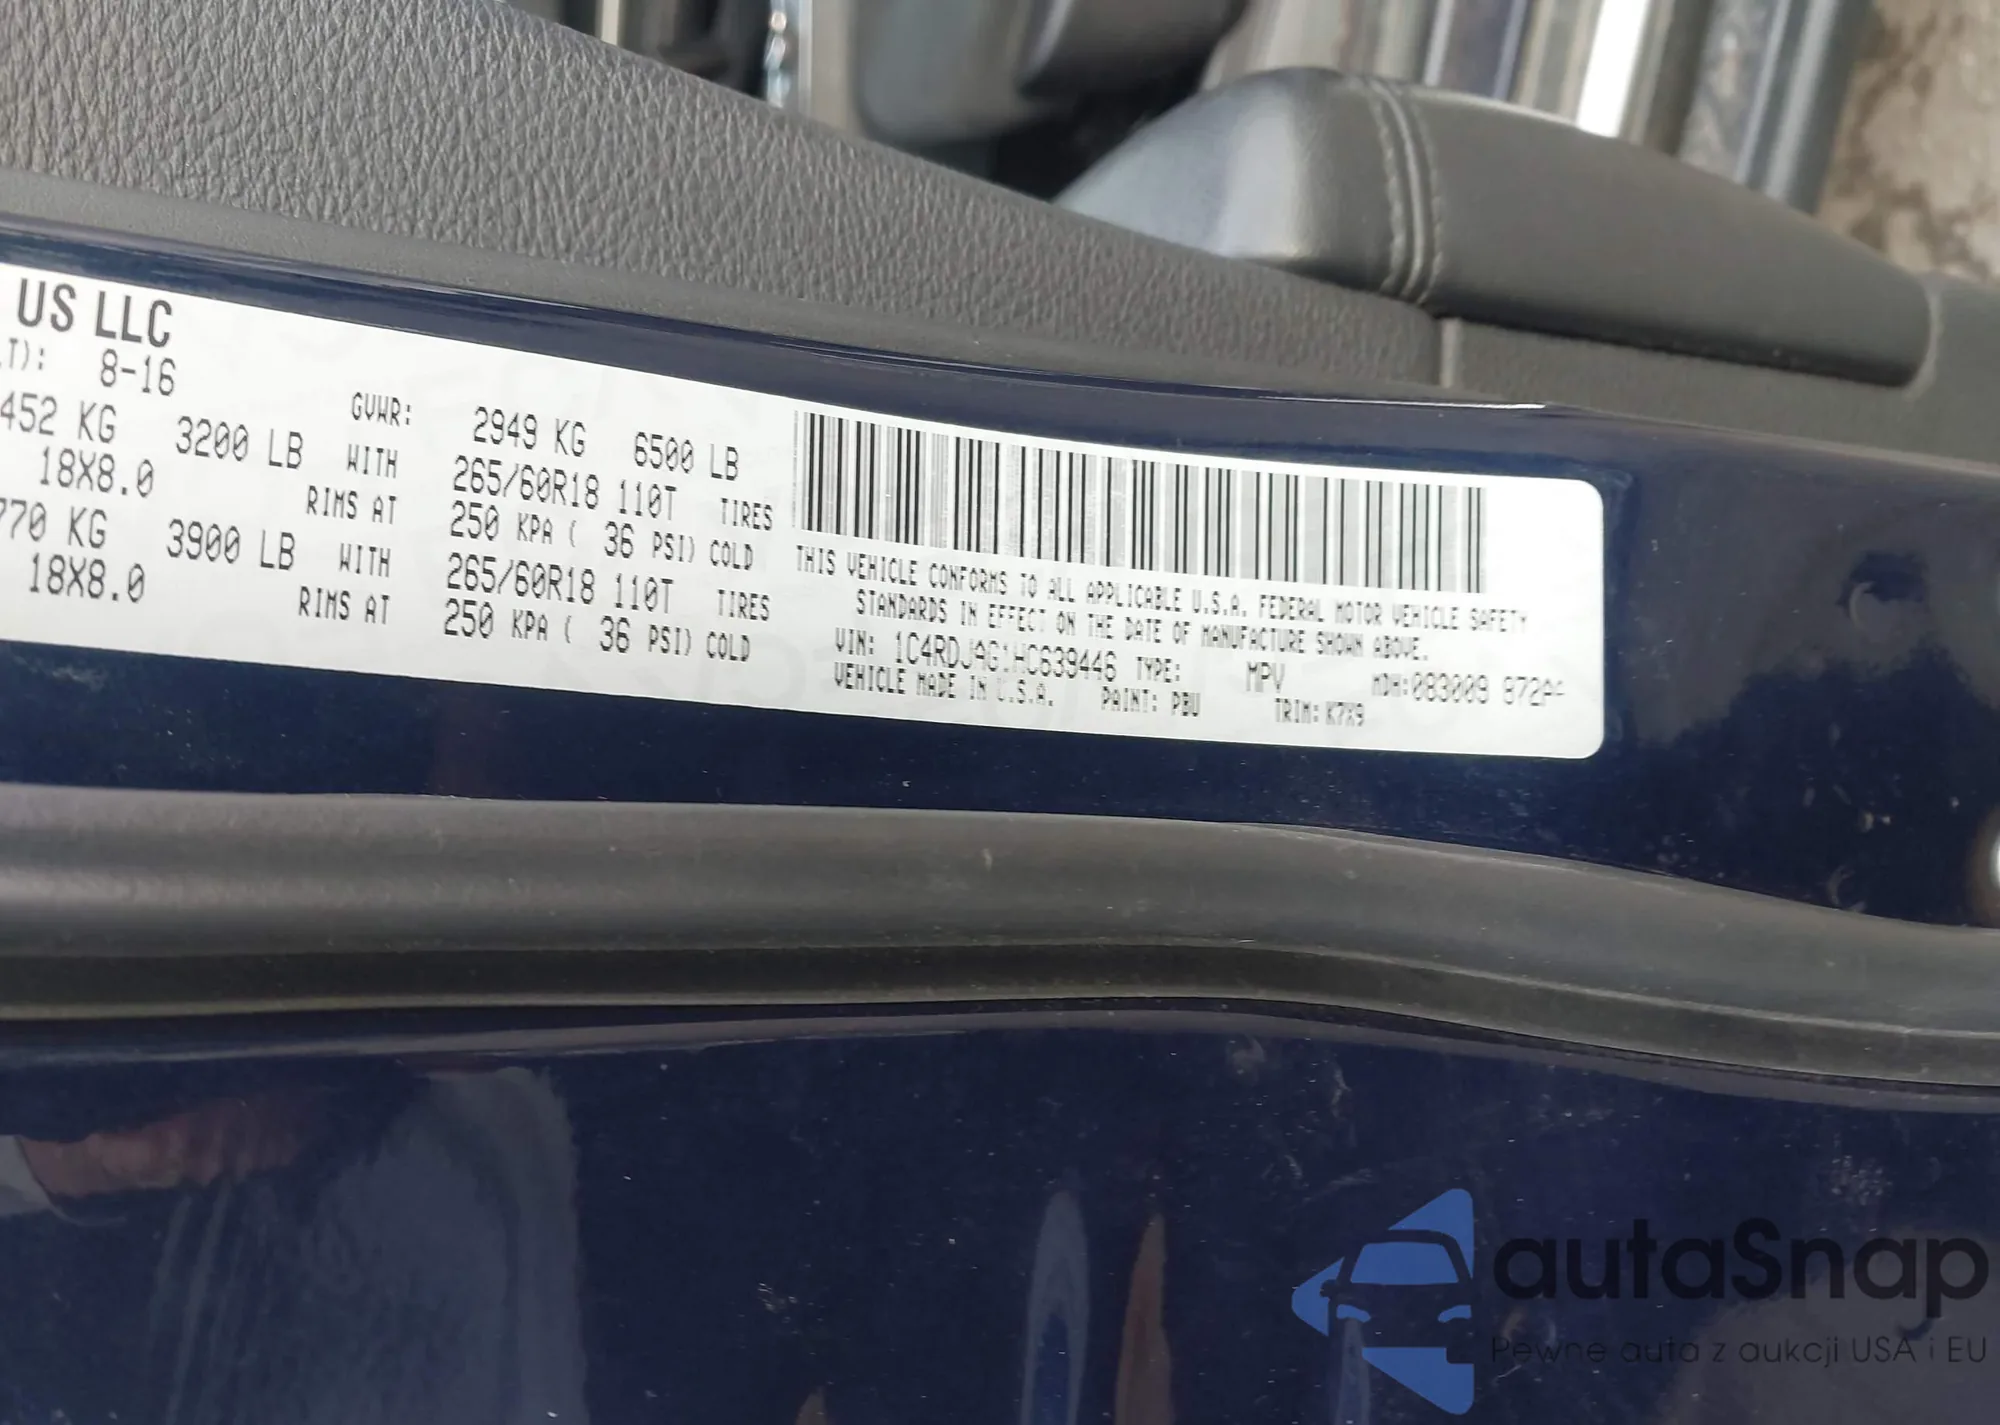 US LLC
LT): 8-16
452 KG 3200 LB GVWR: 2949 KG 6500 LB
18X8.0 WITH 265/60R18 110T TIRES
RIMS AT 250 KPA ( 36 PSI) COLD
770 KG 3900 LB WITH 265/60R18 110T TIRES
18X8.0 RIMS AT 250 KPA ( 36 PSI) COLD
THIS VEHICLE CONFORMS TO ALL APPLICABLE U.S.A. FEDERAL MOTOR VEHICLE SAFETY
STANDARDS IN EFFECT ON THE DATE OF MANUFACTURE SHOWN ABOVE.
VIN: 1C4RDJAG1HC639446 TYPE: MPV MDH:083009 872
VEHICLE MADE IN U.S.A. PAINT: PBU TRIM: K7X9
autaSnap
Pewne auta z aukcji USA i EU